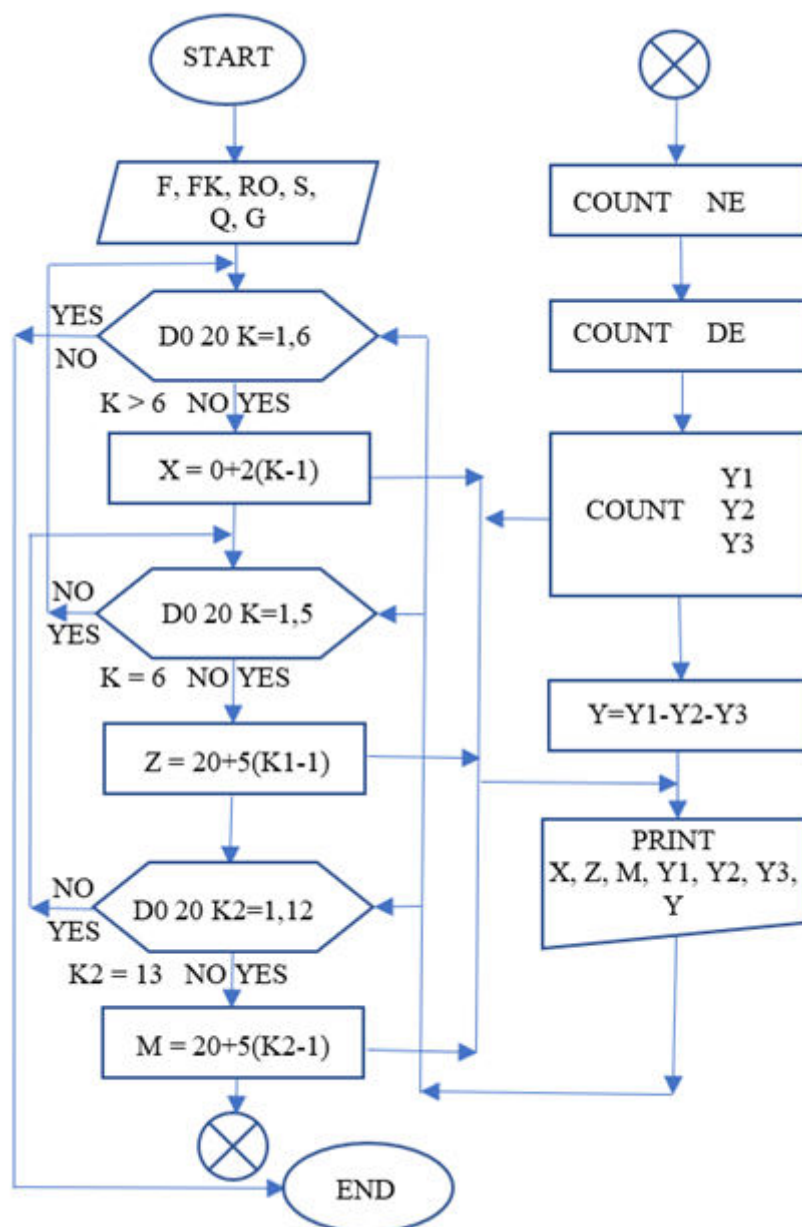 START
F, FK, RO, S,
Q, G
YES
NO
D0 20 K=1,6
K > 6 NO YES
X = 0+2(K-1)
NO
YES
D0 20 K=1,5
K = 6 NO YES
Z = 20+5(K1-1)
NO
YES
D0 20 K2=1,12
K2 = 13 NO YES
M = 20+5(K2-1)
END
COUNT NE
COUNT DE
COUNT
Y1
Y2
Y3
Y=Y1-Y2-Y3
PRINT
X, Z, M, Y1, Y2, Y3,
Y